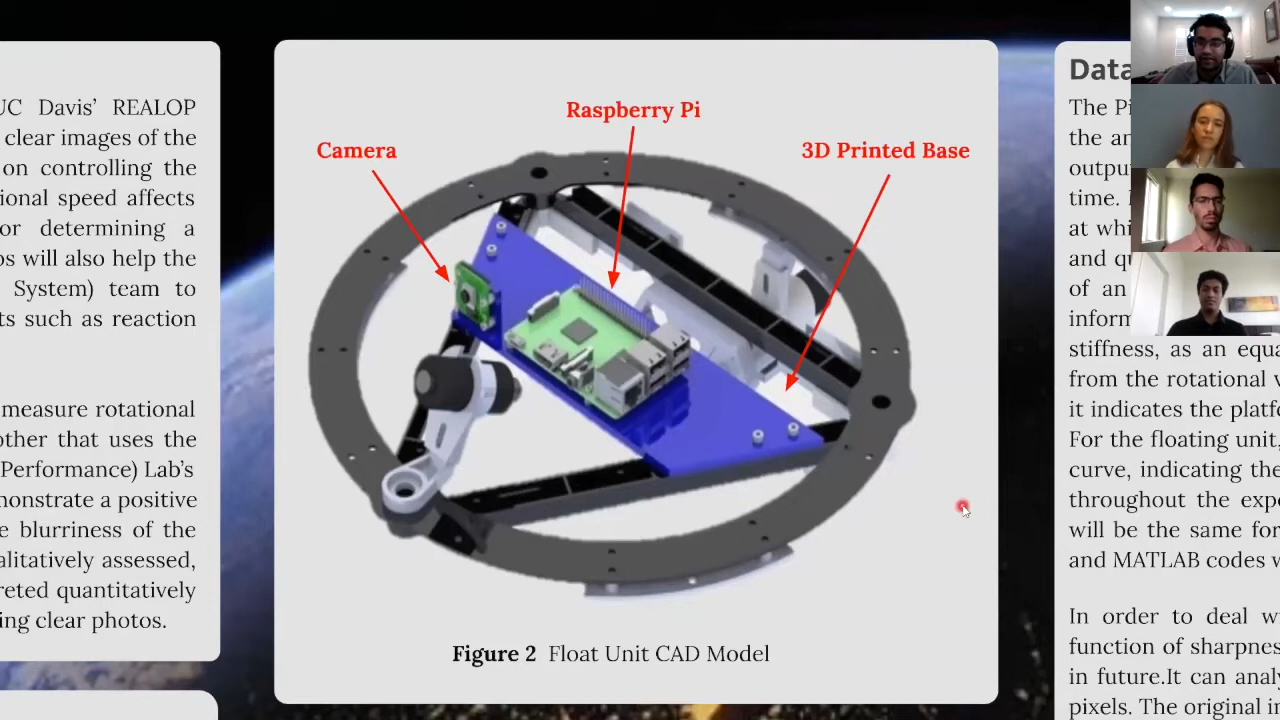 UC Davis' REALOP
clear images of the
on controlling the
ional speed affects
or determining a
os will also help the
System) team to
ts such as reaction
measure rotational
other that uses the
Performance) Lab's
monstrate a positive
e blurriness of the
alitatively assessed,
reted quantitatively
ing clear photos.
Raspberry Pi
Camera
3D Printed Base
Figure 2 Float Unit CAD Model
Data
The Pi
the an
output
time.
at whi
and qu
of an
inform
stiffness, as an equa
from the rotational v
it indicates the platfo
For the floating unit,
curve, indicating the
throughout the expe
will be the same for
and MATLAB codes w
In order to deal w
function of sharpnes
in future.It can analy
pixels. The original i